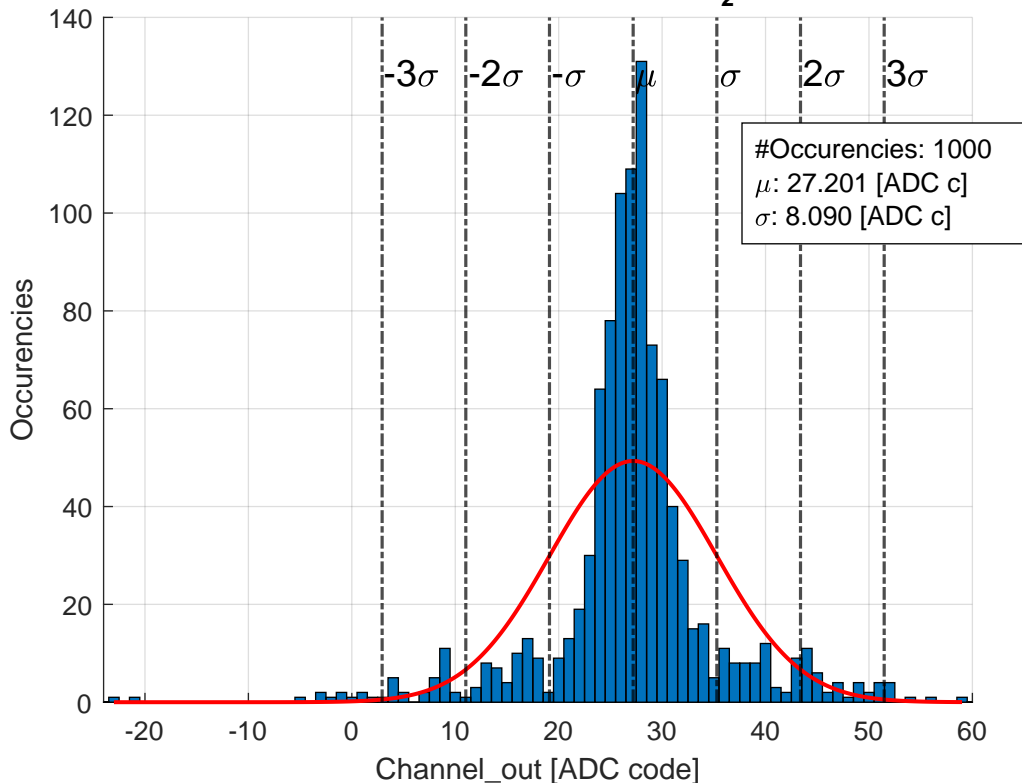 2
140
120
100
80
60
40
20
0
-3σ -2σ -σ μ σ 2σ 3σ
#Occurencies: 1000
μ: 27.201 [ADC c]
σ: 8.090 [ADC c]
Occurencies
-20 -10 0 10 20 30 40 50 60
Channel_out [ADC code]